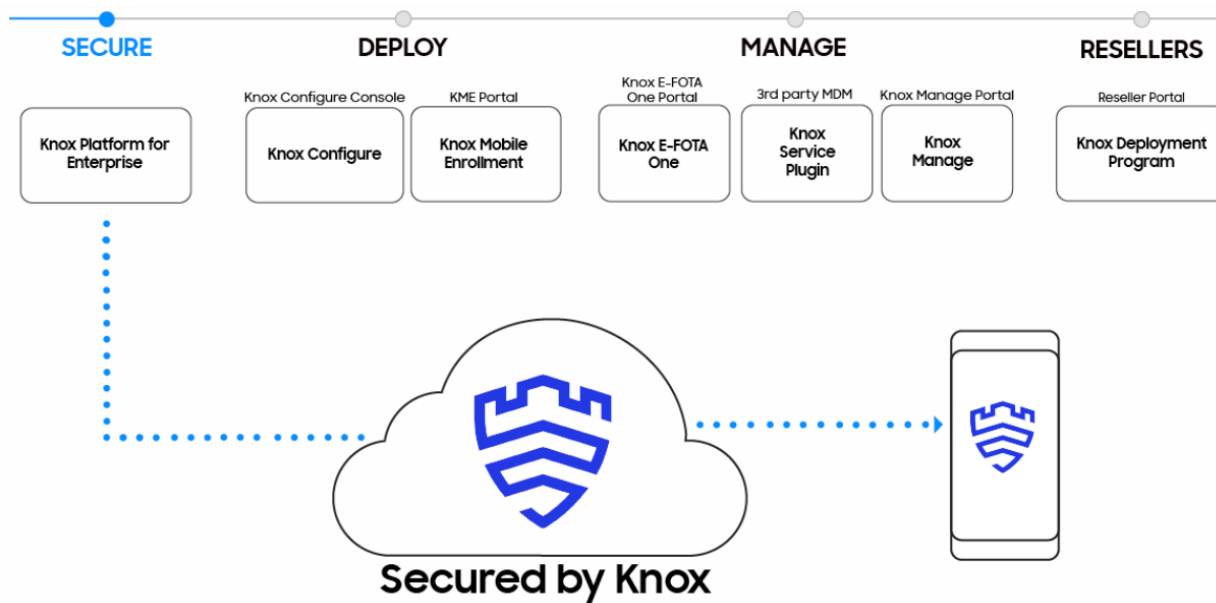 SECURE
DEPLOY
MANAGE
RESELLERS
Knox Configure Console
KME Portal
Knox E-FOTA
One Portal
3rd party MDM
Knox Manage Portal
Reseller Portal
Knox Platform for
Enterprise
Knox Configure
Knox Mobile
Enrollment
Knox E-FOTA
One
Knox
Service
Plugin
Knox
Manage
Knox Deployment
Program
Secured by Knox